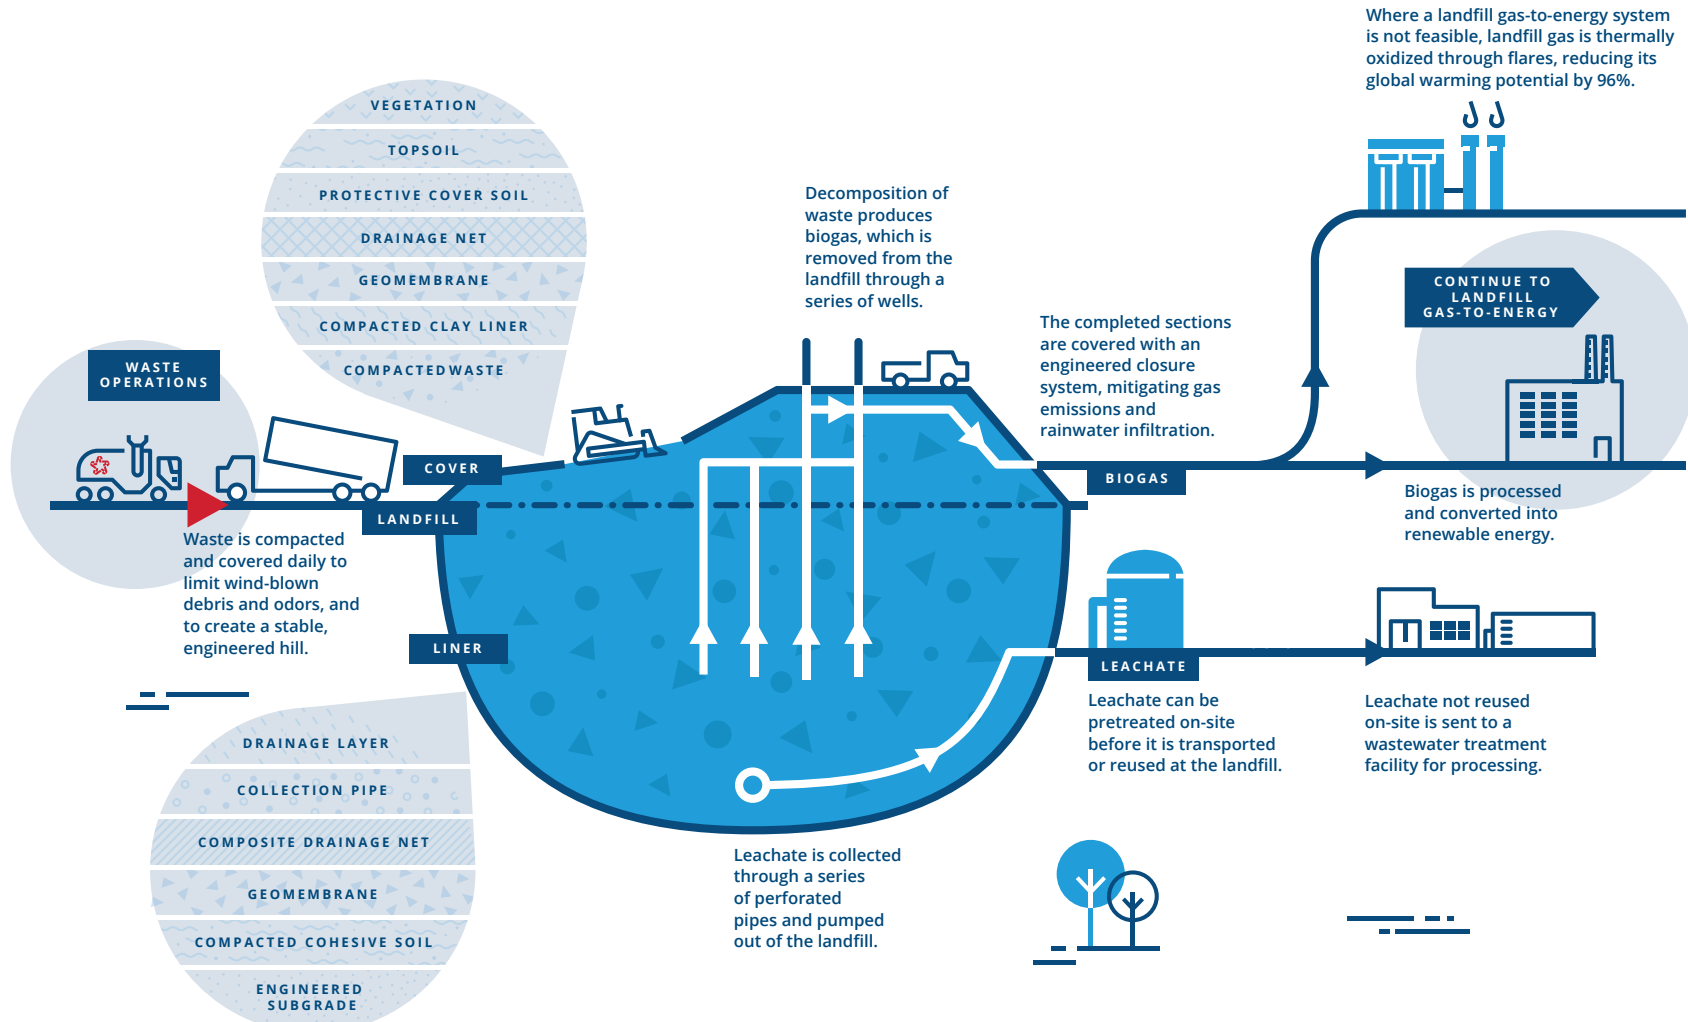 Where a landfill gas-to-energy system
is not feasible, landfill gas is thermally
oxidized through flares, reducing its
global warming potential by 96%.
VEGETATION
TOPSOIL
PROTECTIVE COVER SOIL
DRAINAGE NET
GEOMEMBRANE
COMPACTED CLAY LINER
COMPACTEDWASTE
Decomposition of
waste produces
biogas, which is
removed from the
landfill through a
series of wells.
The completed sections
are covered with an
engineered closure
system, mitigating gas
emissions and
rainwater infiltration.
CONTINUE TO
LANDFILL
GAS-TO-ENERGY
WASTE
OPERATIONS
COVER
LANDFILL
BIOGAS
Biogas is processed
and converted into
renewable energy.
Waste is compacted
and covered daily to
limit wind-blown
debris and odors, and
to create a stable,
engineered hill.
LINER
LEACHATE
Leachate can be
pretreated on-site
before it is transported
or reused at the landfill.
Leachate not reused
on-site is sent to a
wastewater treatment
facility for processing.
DRAINAGE LAYER
COLLECTION PIPE
COMPOSITE DRAINAGE NET
GEOMEMBRANE
COMPACTED COHESIVE SOIL
ENGINEERED
SUBGRADE
Leachate is collected
through a series
of perforated
pipes and pumped
out of the landfill.